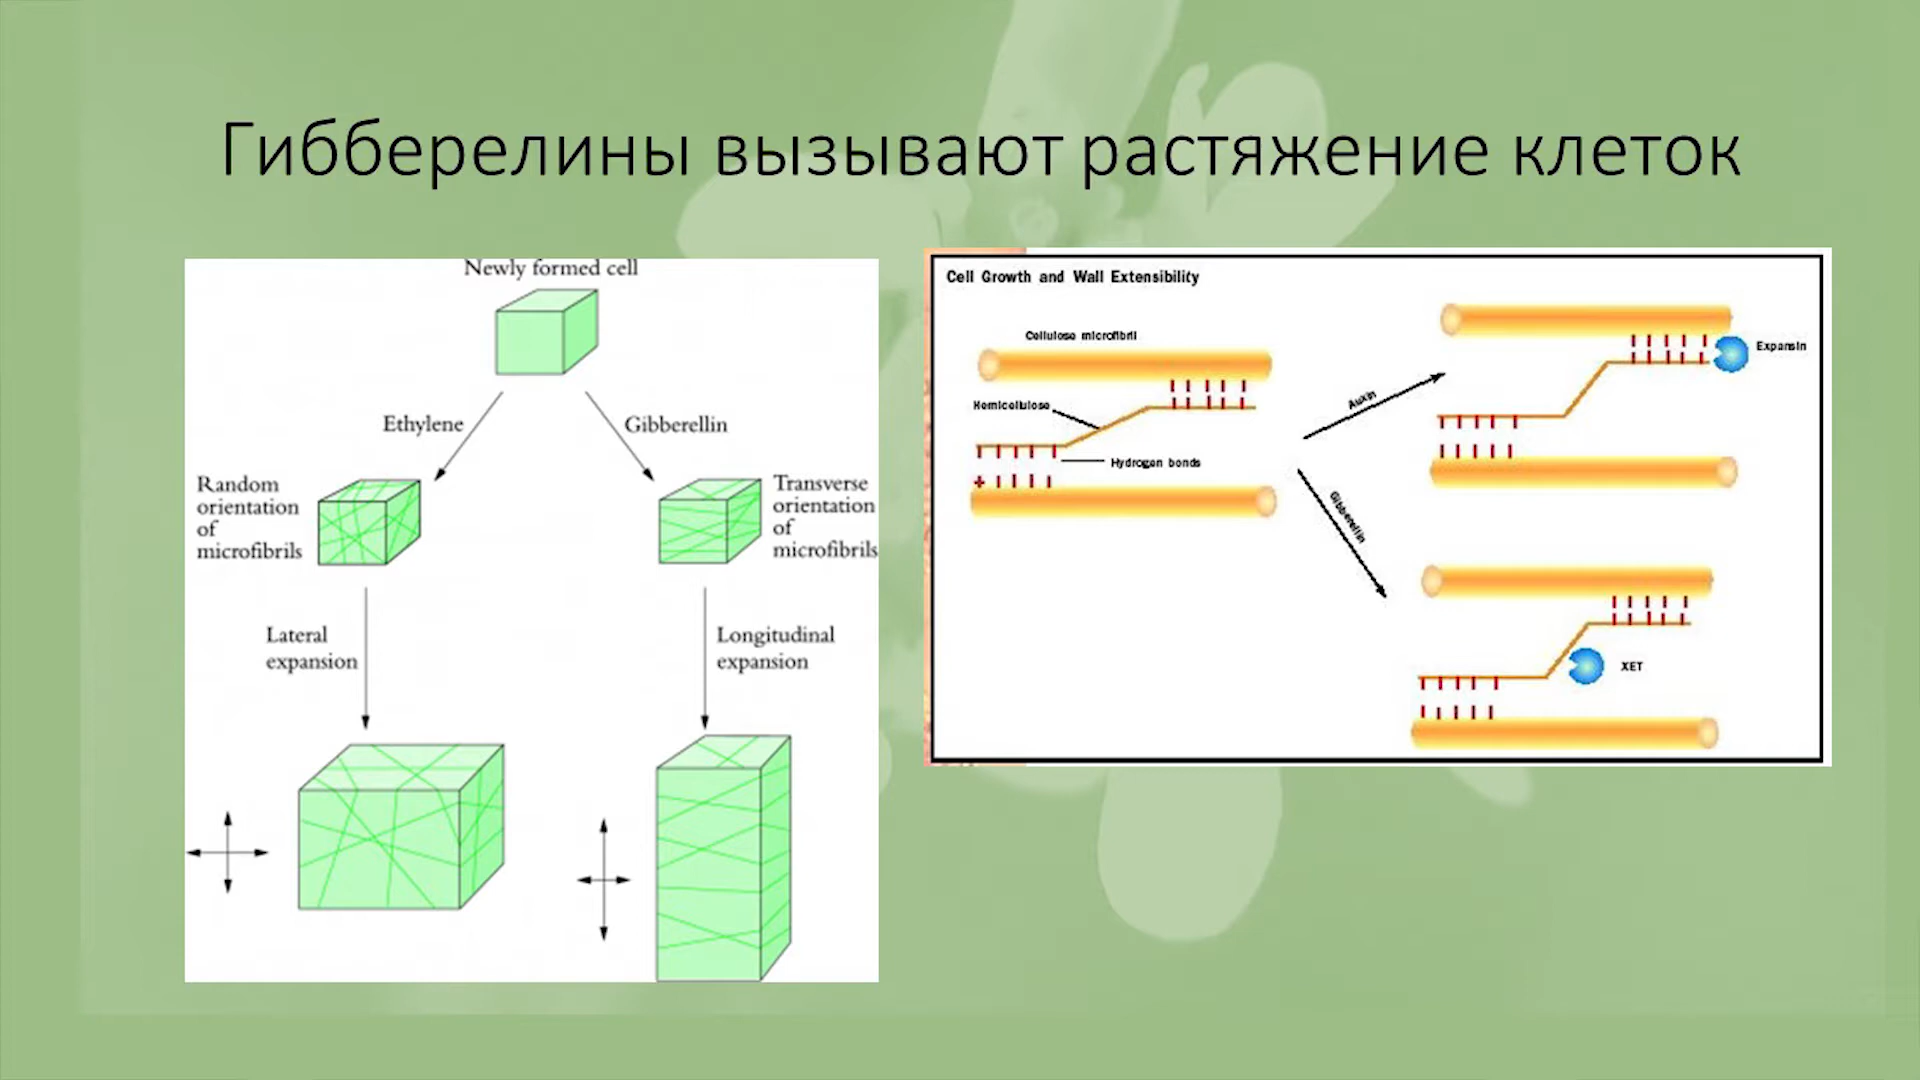 Гибберелины вызывают растяжение клеток
Newly formed cell
Ethylene
Gibberellin
Random
orientation
of
microfibrils
Transverse
orientation
of
microfibrils
Lateral
expansion
Longitudinal
expansion
Cell Growth and Wall Extensibility
Cellulose microfibril
Hemicellulose
Hydrogen bonds
Auxin
Gibberellin
Expansin
XET